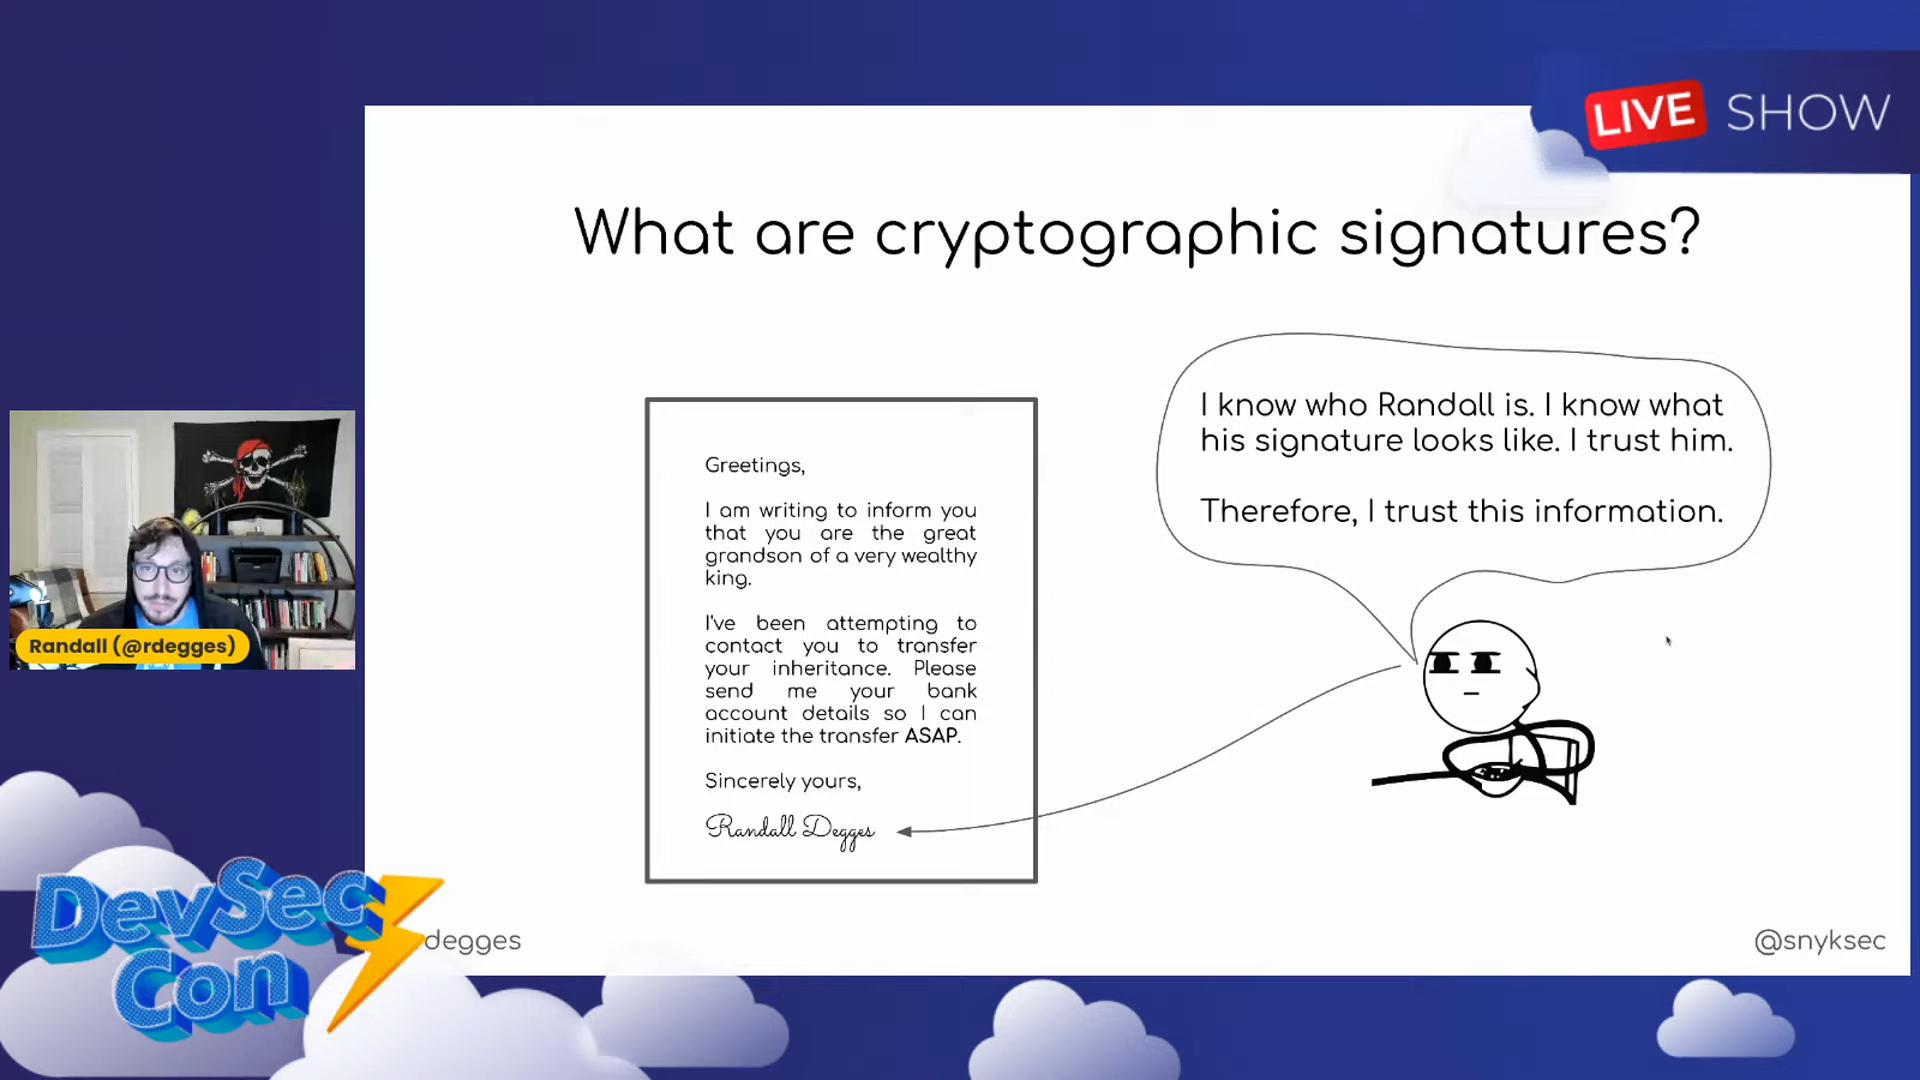 LIVE SHOW
What are cryptographic signatures?
I know who Randall is. I know what
his signature looks like. I trust him.
Therefore, I trust this information.
Greetings,
I am writing to inform you
that you are the great
grandson of a very wealthy
king.
I've been attempting to
contact you to transfer
your inheritance. Please
send me your bank
account details so I can
initiate the transfer ASAP.
Sincerely yours,
Randall Degges
Randall (@rdegges)
DevSec
Con
degges
@snyksec